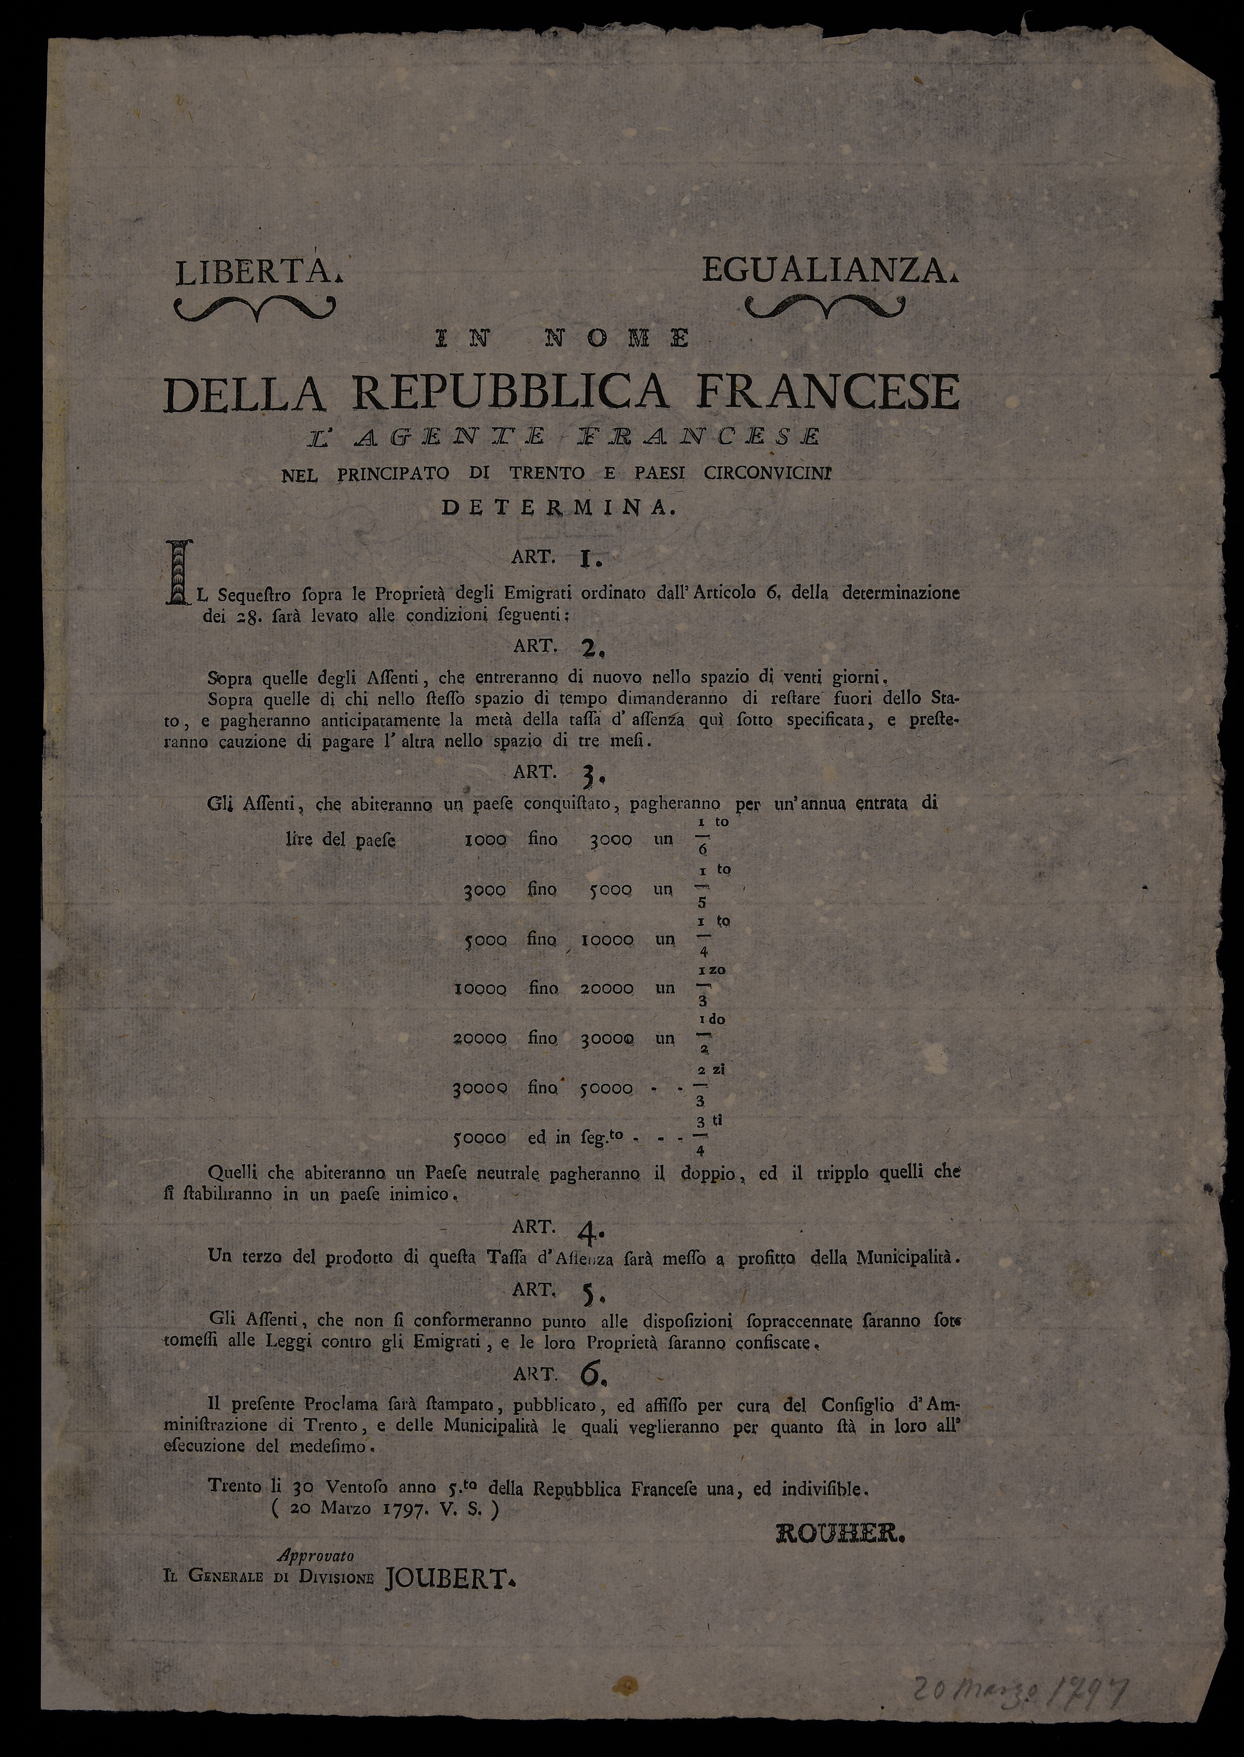 LIBERTÀ. EGUALIANZA.
IN NOME
DELLA REPUBBLICA FRANCESE
L'AGENTE FRANCESE
NEL PRINCIPATO DI TRENTO E PAESI CIRCONVICINI
DETERMINA.
ART. 1.
IL Sequeſtro ſopra le Proprietà degli Emigrati ordinato dall' Articolo 6. della determinazione
dei 28. ſarà levato alle condizioni ſeguenti:
ART. 2.
Sopra quelle degli Aſſenti, che entreranno di nuovo nello spazio di venti giorni.
Sopra quelle di chi nello ſteſſo spazio di tempo dimanderanno di reſtare fuori dello Sta-
to, e pagheranno anticipatamente la metà della taſſa d' aſſenza quì ſotto specificata, e preſte-
ranno cauzione di pagare l' altra nello spazio di tre meſi.
ART. 3.
Gli Aſſenti, che abiteranno un paeſe conquiſtato, pagheranno per un' annua entrata di
lire del paeſe 1000 fino 3000 un 1/6 to
3000 fino 5000 un 1/5 to
5000 fino 10000 un 1/4 to
10000 fino 20000 un 1/3 zo
20000 fino 30000 un 1/2 do
30000 fino 50000 - - 2/3 zi
50000 ed in ſeg.to - - - 3/4 ti
Quelli che abiteranno un Paeſe neutrale pagheranno il doppio, ed il tripplo quelli che
ſi ſtabiliranno in un paeſe inimico.
ART. 4.
Un terzo del prodotto di queſta Taſſa d' Aſſenza ſarà meſſo a profitto della Municipalità.
ART. 5.
Gli Aſſenti, che non ſi conformeranno punto alle dispoſizioni ſopraccennate ſaranno ſot-
tomeſſi alle Leggi contro gli Emigrati, e le loro Proprietà ſaranno confiscate.
ART. 6.
Il preſente Proclama ſarà ſtampato, pubblicato, ed affiſſo per cura del Conſiglio d' Am-
miniſtrazione di Trento, e delle Municipalità le quali veglieranno per quanto ſtà in loro all'
eſecuzione del medeſimo.
Trento li 30 Ventoſo anno 5.to della Repubblica Franceſe una, ed indiviſible.
( 20 Marzo 1797. V. S. )
ROUHER.
Approvato
IL GENERALE DI DIVISIONE JOUBERT.
20 Marzo 1797